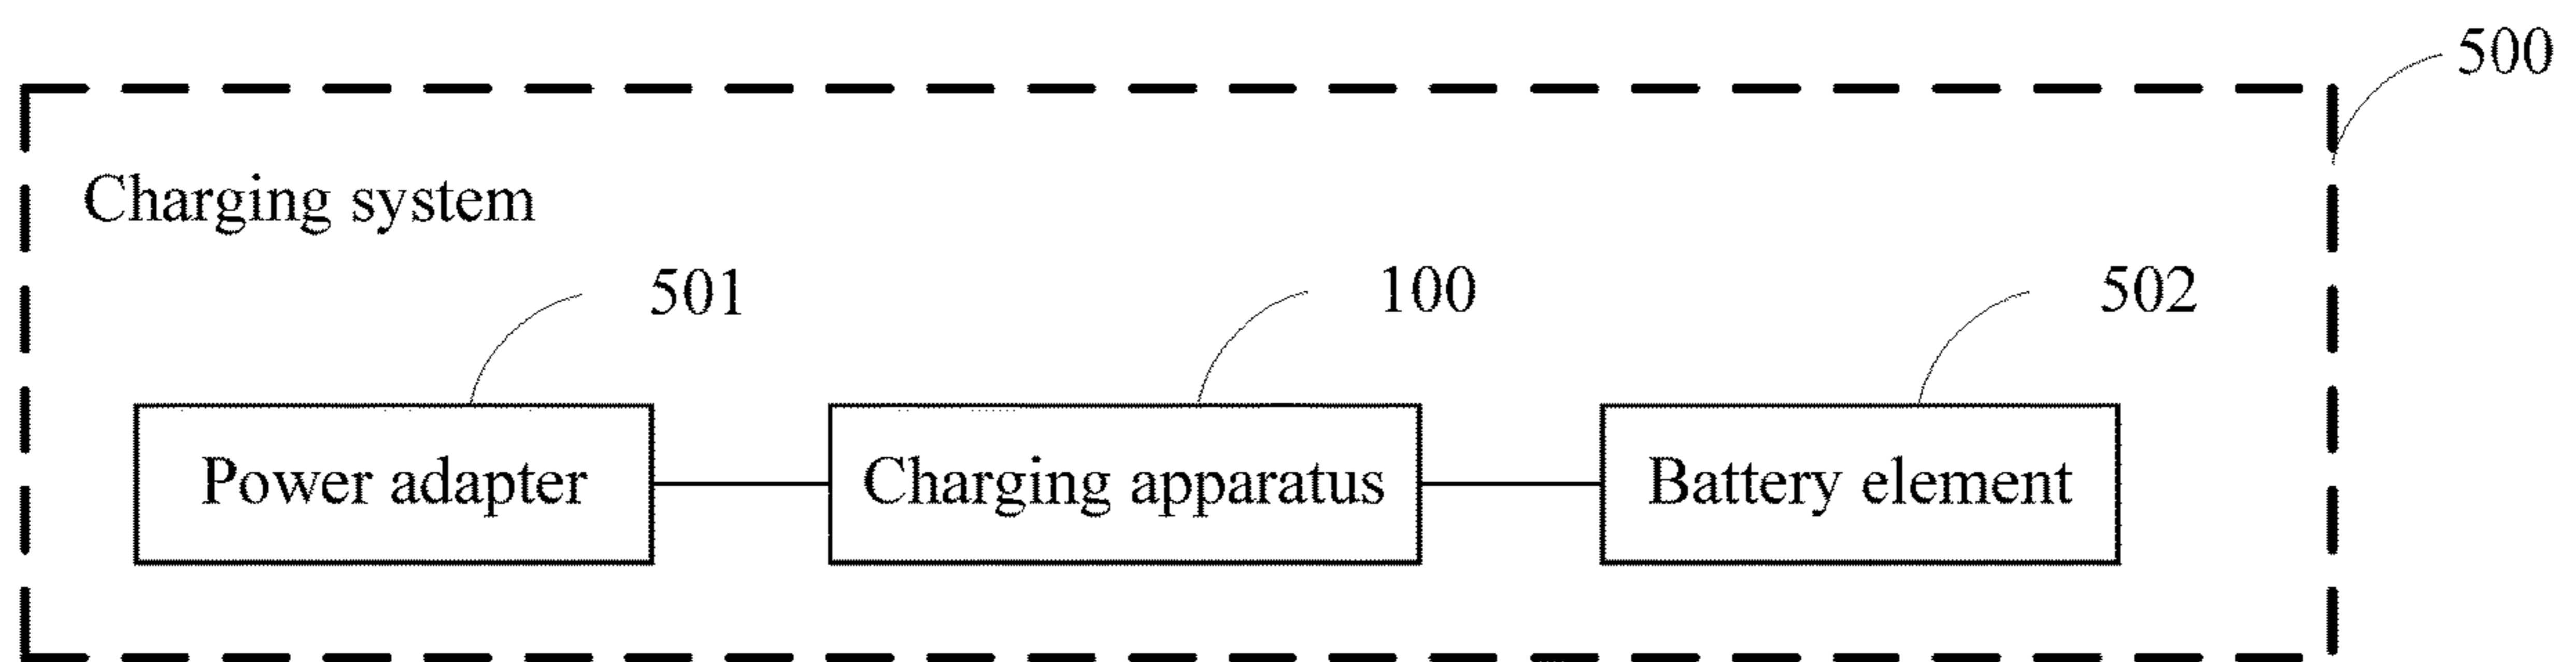 500
Charging system
501
100
502
Power adapter
Charging apparatus
Battery element